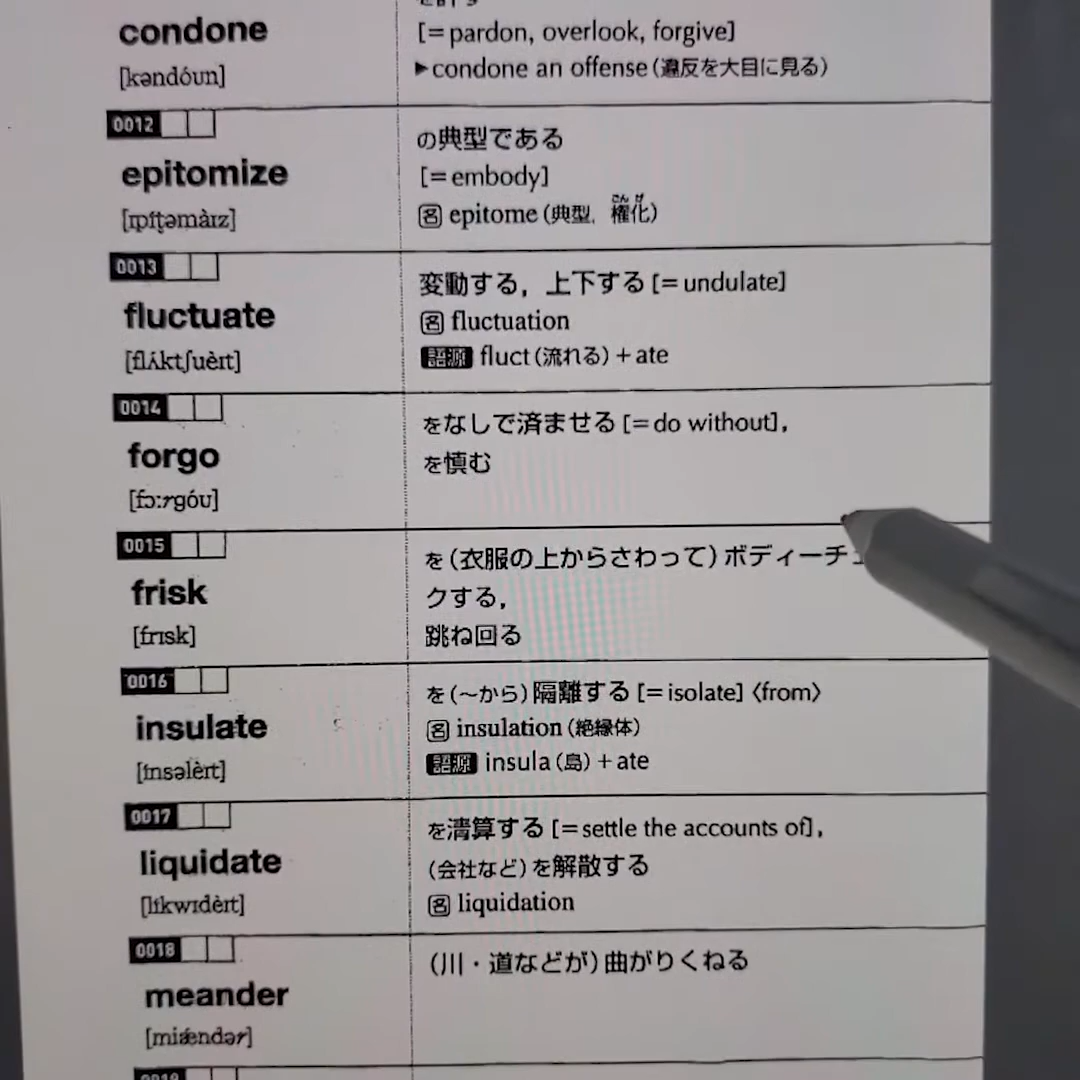 condone
[kəndóʊn]
[=pardon, overlook, forgive]
▶condone an offense(違反を大目に見る)
0012
epitomize
[ɪpíṭəmàɪz]
の典型である
[=embody]
名 epitome(典型, 権化)
こんげ
0013
fluctuate
[flʌ́ktʃuèɪt]
変動する, 上下する[=undulate]
名 fluctuation
語源 fluct(流れる)+ate
0014
forgo
[fɔːrgóʊ]
をなしで済ませる[=do without],
を慎む
0015
frisk
[frɪsk]
を(衣服の上からさわって)ボディーチ
クする,
跳ね回る
0016
insulate
[ínsəlèɪt]
を(〜から)隔離する[=isolate]〈from〉
名 insulation(絶縁体)
語源 insula(島)+ate
0017
liquidate
[líkwɪdèɪt]
を清算する[=settle the accounts of],
(会社など)を解散する
名 liquidation
0018
meander
[miǽndər]
(川・道などが)曲がりくねる